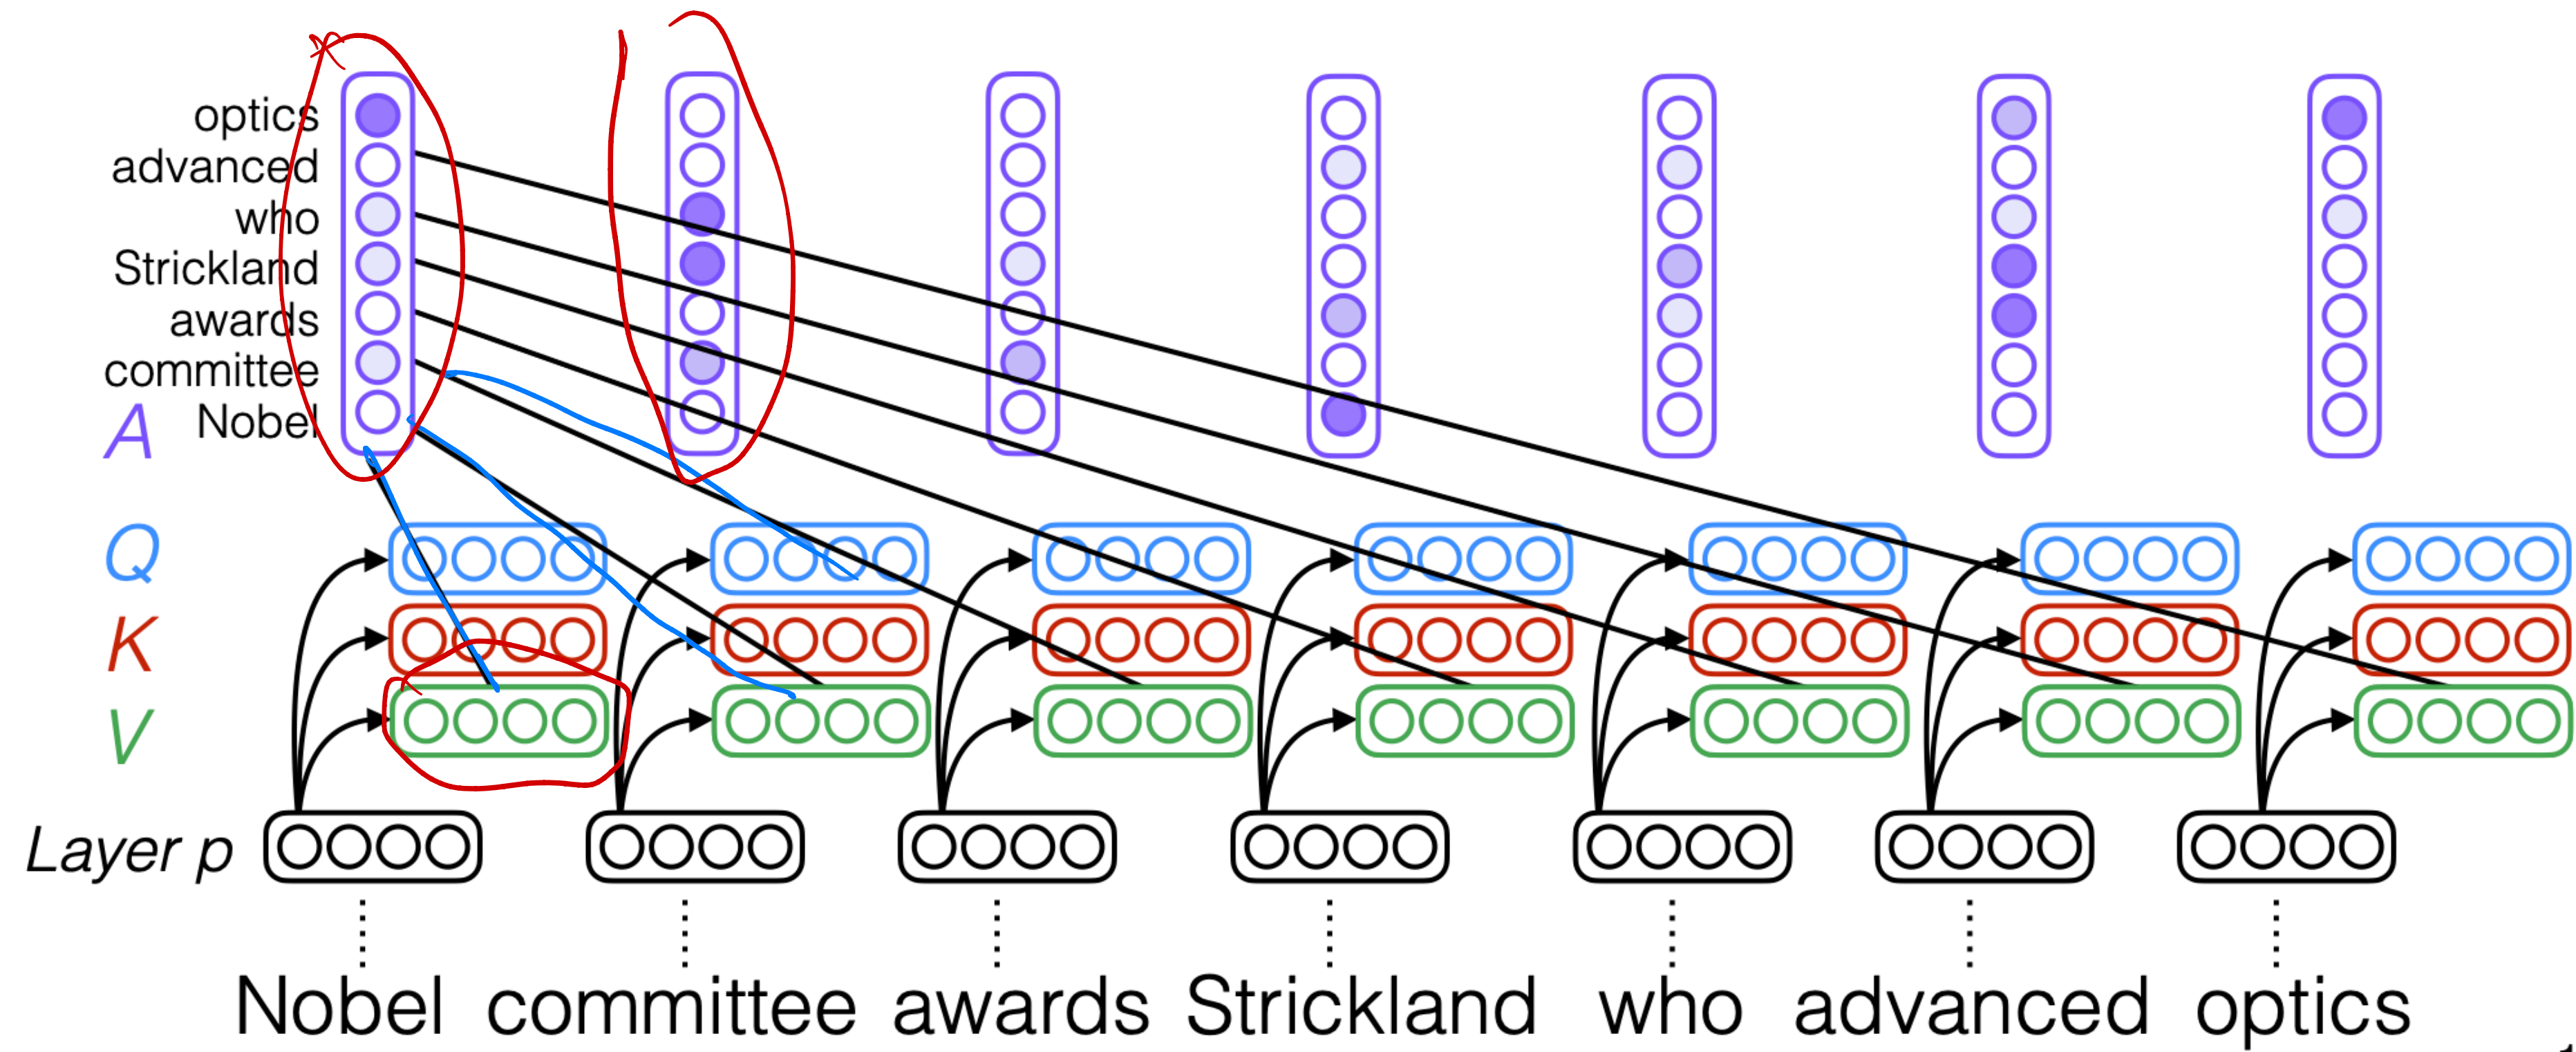 optics
advanced
who
Strickland
awards
committee
A Nobel
Q
K
V
Layer p
Nobel committee awards Strickland who advanced optics